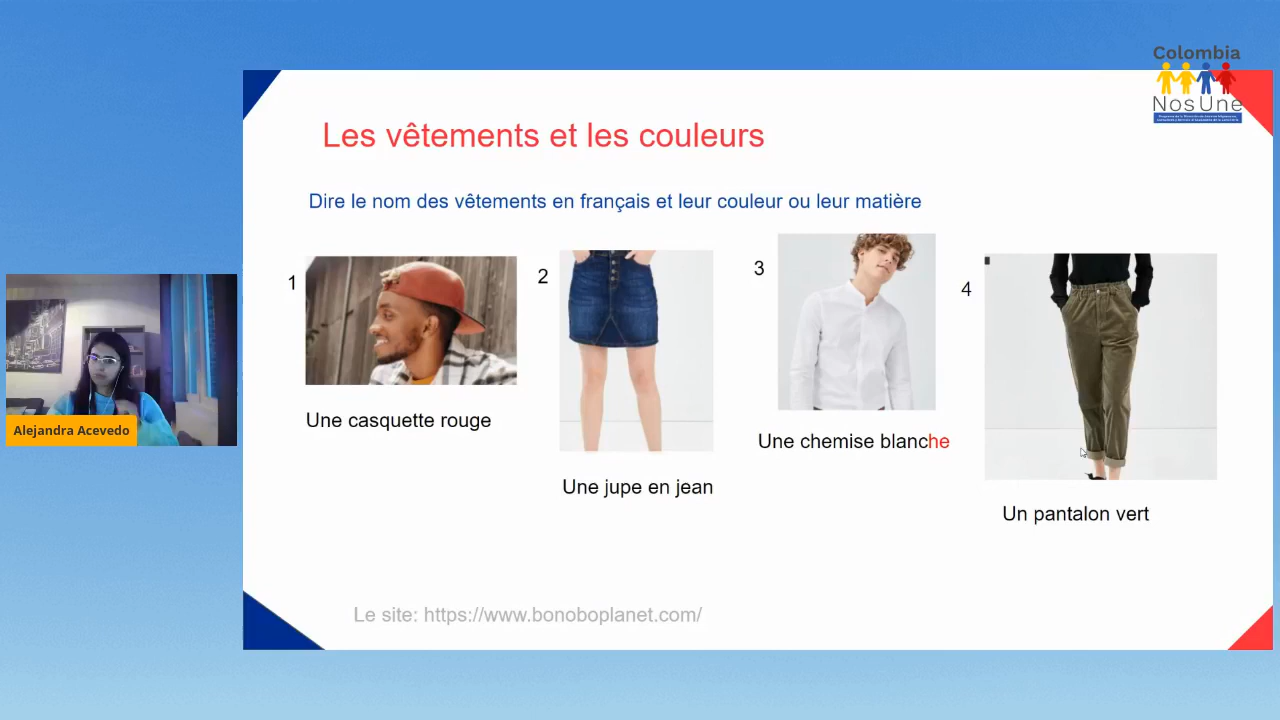 Colombia
NosUne
Les vêtements et les couleurs
Dire le nom des vêtements en français et leur couleur ou leur matière
1
2
3
4
Une casquette rouge
Une jupe en jean
Une chemise blanche
Un pantalon vert
Alejandra Acevedo
Le site: https://www.bonoboplanet.com/